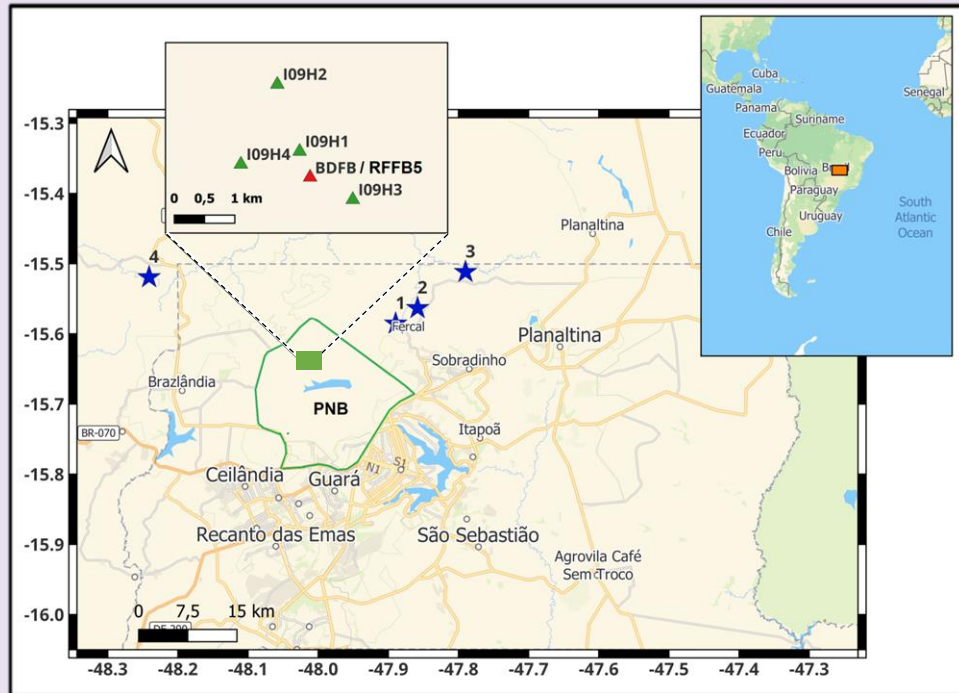 Cuba
Guatemala
Senegal
Panama
Suriname
Ecuador
Peru
Bolivia
Paraguay
Uruguay
Chile
South
Atlantic
Ocean
I09H2
I09H1
I09H4
BDFB / RFFB5
I09H3
0 0,5 1 km
-15.3
-15.4
-15.5
-15.6
-15.7
-15.8
-15.9
-16.0
4
3
2
1
Fercal
Planaltina
Planaltina
Sobradinho
Brazlândia
PNB
BR-070
Itapoã
N1
S1
Ceilândia
Guará
Recanto das Emas
São Sebastião
Agrovila Café
Sem Troco
0 7,5 15 km
-48.3 -48.2 -48.1 -48.0 -47.9 -47.8 -47.7 -47.6 -47.5 -47.4 -47.3